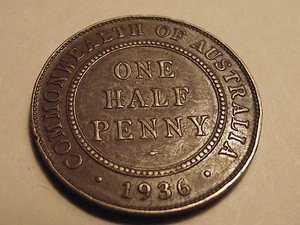 COMMONWEALTH OF AUSTRALIA
ONE
HALF
PENNY
· 1936 ·